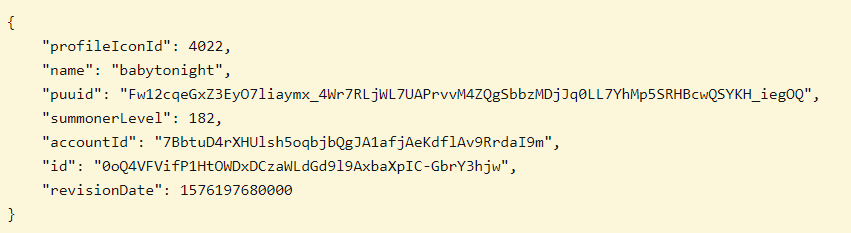 {
"profileIconId": 4022,
"name": "babytonight",
"puuid": "Fw12cqeGxZ3EyO7liaymx_4Wr7RLjWL7UAPrvvM4ZQgSbbzMDjJq0LL7YhMp5SRHBcwQSYKH_iegOQ",
"summonerLevel": 182,
"accountId": "7BbtuD4rXHUlsh5oqbjbQgJA1afjAeKdflAv9RrdaI9m",
"id": "0oQ4VFVifP1HtOWDxDCzaWLdGd9l9AxbaXpIC-GbrY3hjw",
"revisionDate": 1576197680000
}